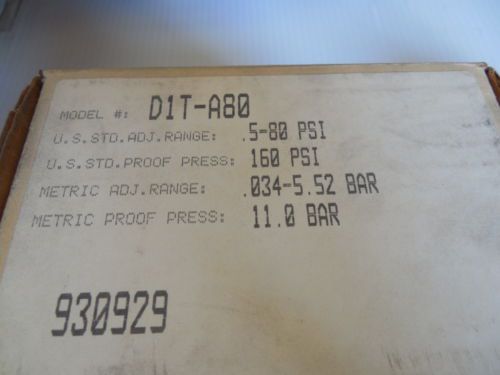 MODEL #: D1T-A80
U.S.STD.ADJ.RANGE: .5-80 PSI
U.S.STD.PROOF PRESS: 160 PSI
METRIC ADJ.RANGE: .034-5.52 BAR
METRIC PROOF PRESS: 11.0 BAR
930929